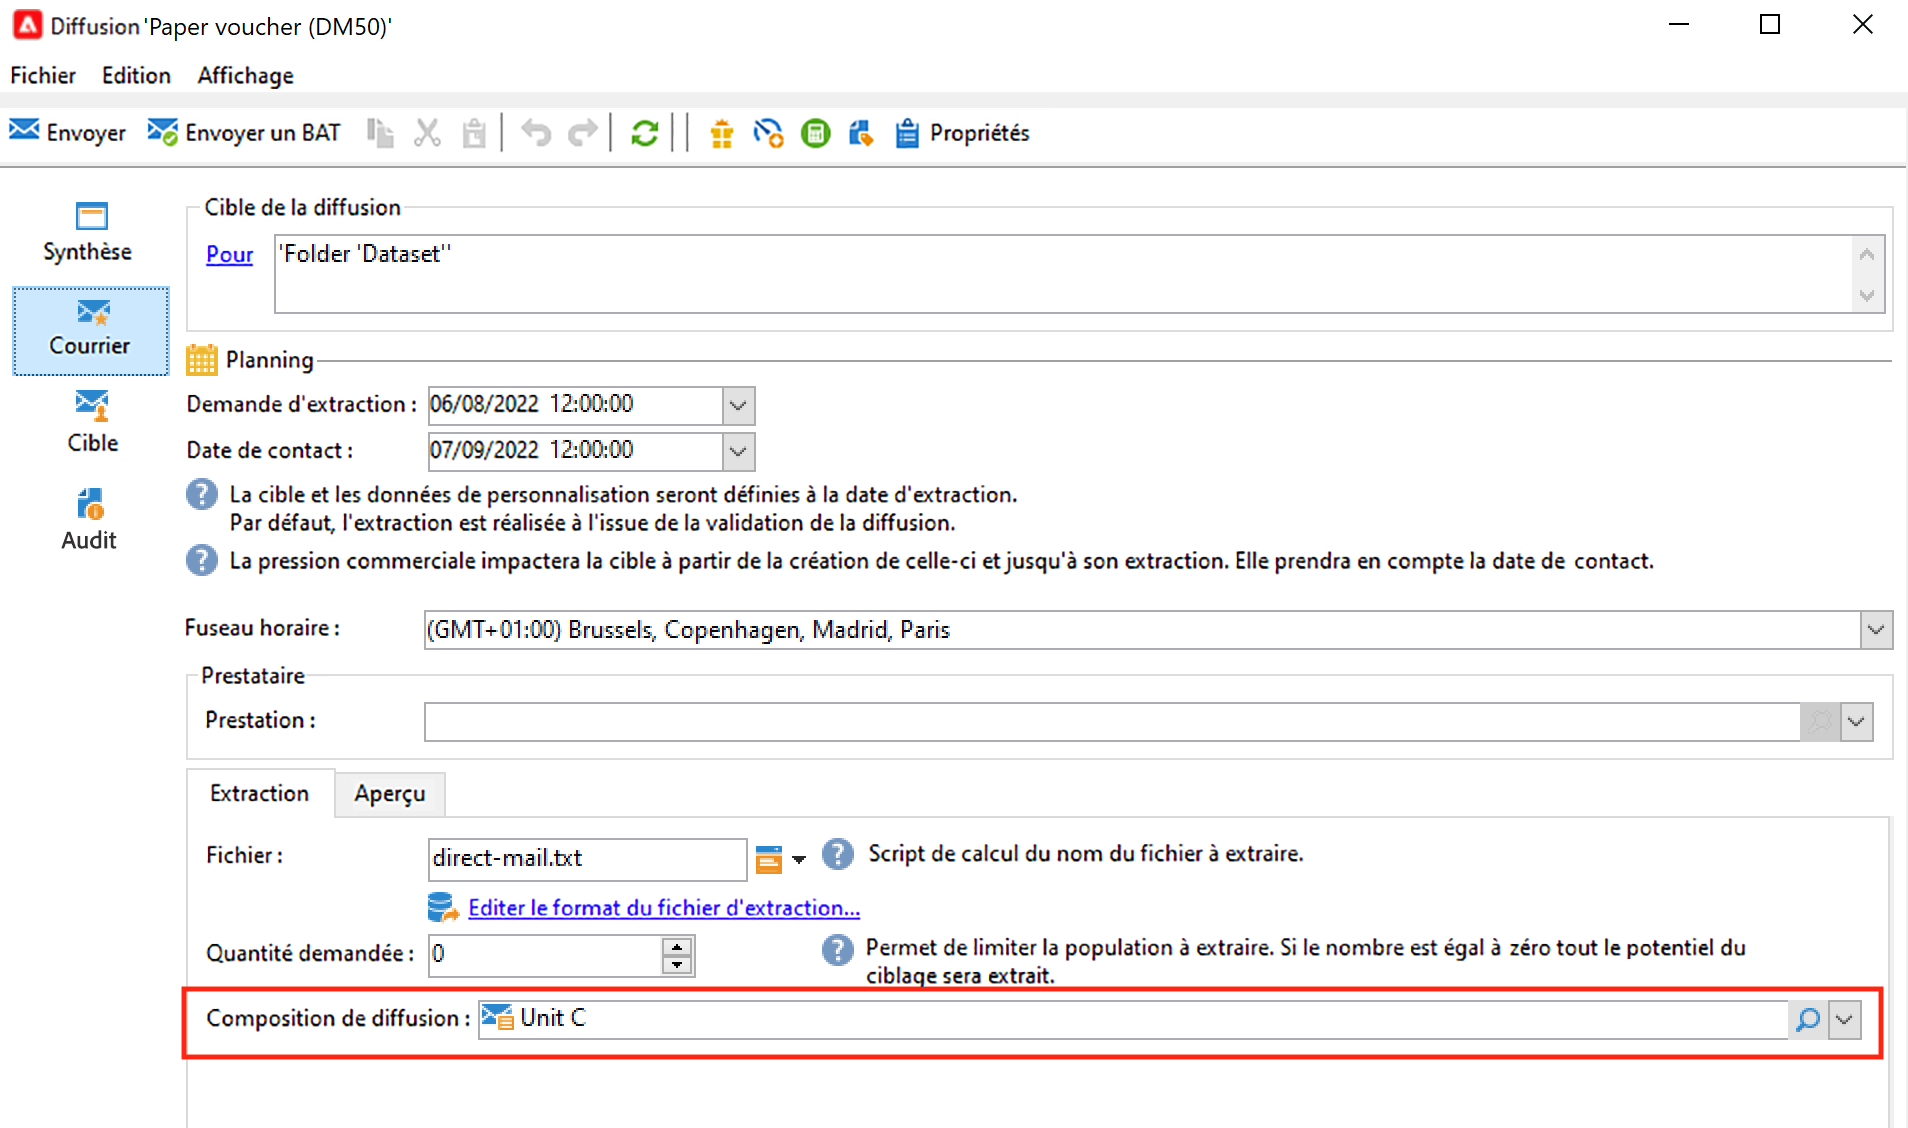 Diffusion 'Paper voucher (DM50)'
Fichier Edition Affichage
Envoyer Envoyer un BAT Propriétés
Synthèse
Courrier
Cible
Audit
Cible de la diffusion
Pour 'Folder 'Dataset''
Planning
Demande d'extraction : 06/08/2022 12:00:00
Date de contact : 07/09/2022 12:00:00
La cible et les données de personnalisation seront définies à la date d'extraction.
Par défaut, l'extraction est réalisée à l'issue de la validation de la diffusion.
La pression commerciale impactera la cible à partir de la création de celle-ci et jusqu'à son extraction. Elle prendra en compte la date de contact.
Fuseau horaire : (GMT+01:00) Brussels, Copenhagen, Madrid, Paris
Prestataire
Prestation :
Extraction Aperçu
Fichier : direct-mail.txt Script de calcul du nom du fichier à extraire.
Editer le format du fichier d'extraction...
Quantité demandée : 0 Permet de limiter la population à extraire. Si le nombre est égal à zéro tout le potentiel du
ciblage sera extrait.
Composition de diffusion : Unit C